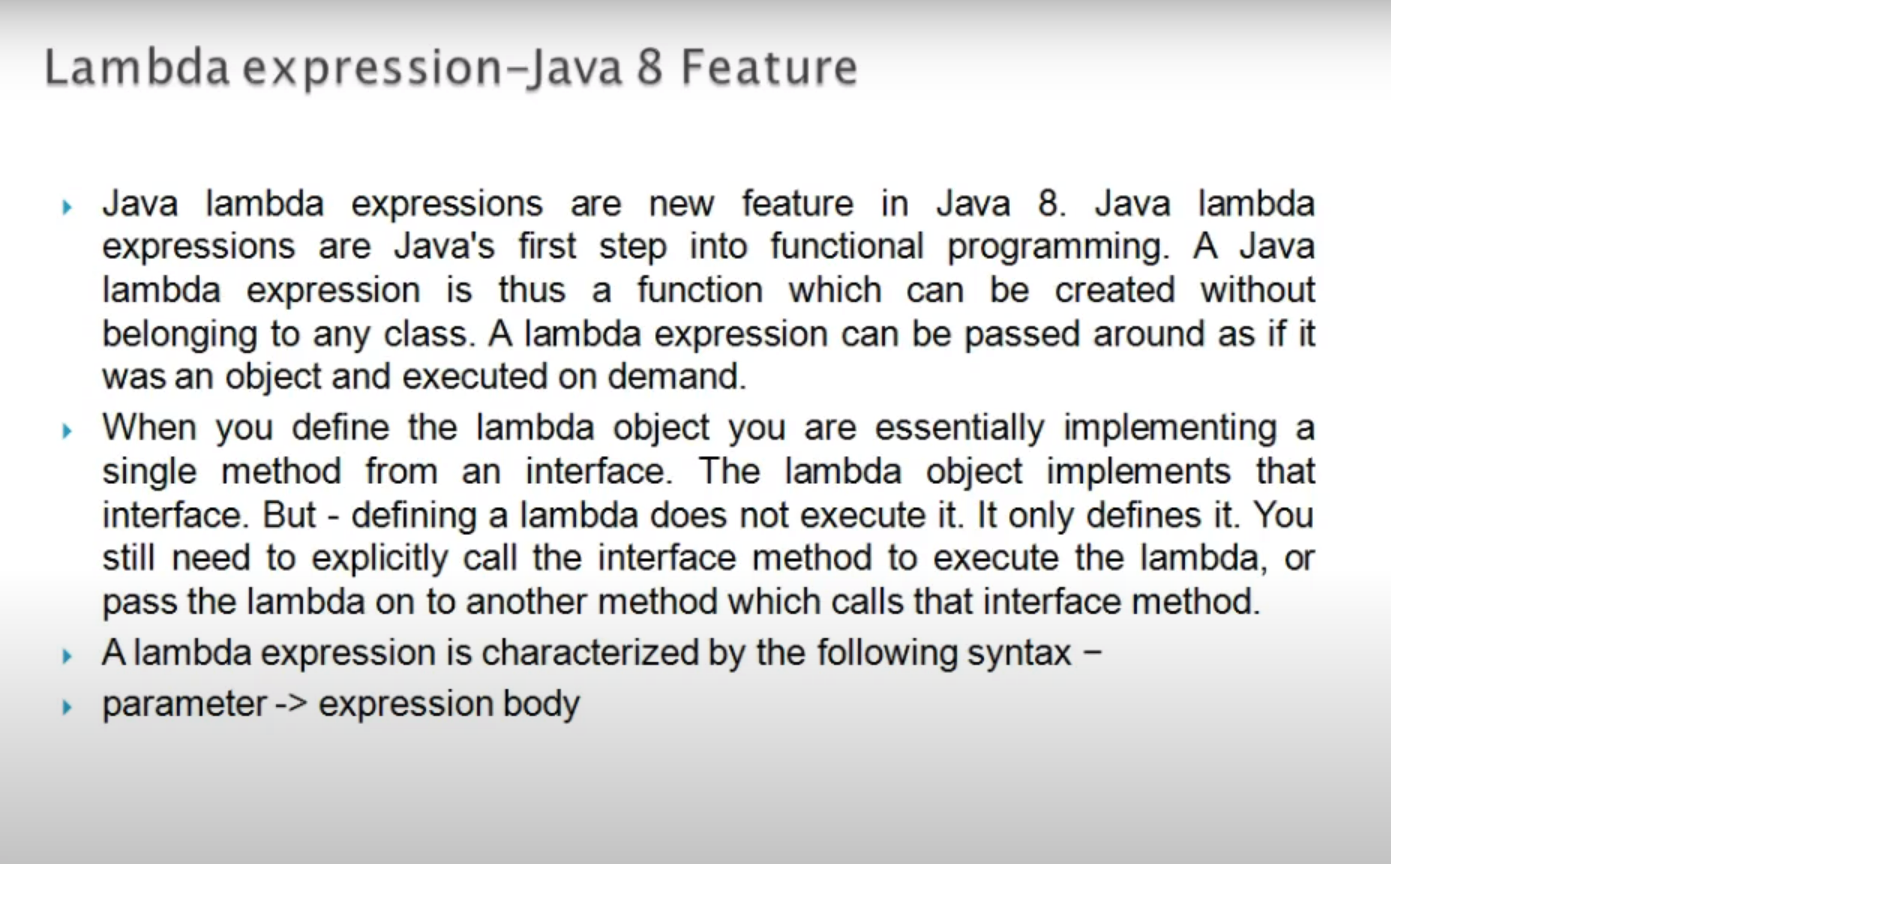 Lambda expression–Java 8 Feature
Java lambda expressions are new feature in Java 8. Java lambda
expressions are Java's first step into functional programming. A Java
lambda expression is thus a function which can be created without
belonging to any class. A lambda expression can be passed around as if it
was an object and executed on demand.
When you define the lambda object you are essentially implementing a
single method from an interface. The lambda object implements that
interface. But - defining a lambda does not execute it. It only defines it. You
still need to explicitly call the interface method to execute the lambda, or
pass the lambda on to another method which calls that interface method.
A lambda expression is characterized by the following syntax −
parameter -> expression body